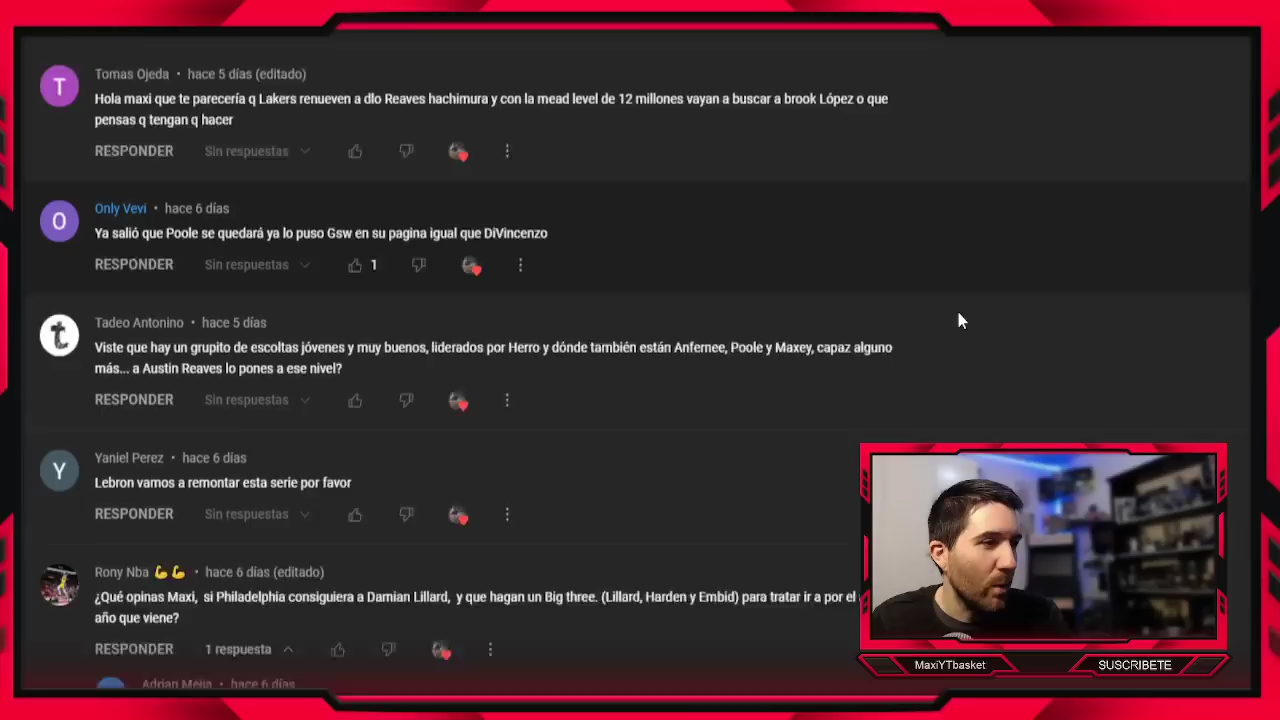 T
Tomas Ojeda • hace 5 días (editado)
Hola maxi que te parecería q Lakers renueven a dlo Reaves hachimura y con la mead level de 12 millones vayan a buscar a brook López o que
pensas q tengan q hacer
RESPONDER Sin respuestas
O
Only Vevi • hace 6 días
Ya salió que Poole se quedará ya lo puso Gsw en su pagina igual que DiVincenzo
RESPONDER Sin respuestas 1
t
Tadeo Antonino • hace 5 días
Viste que hay un grupito de escoltas jóvenes y muy buenos, liderados por Herro y dónde también están Anfernee, Poole y Maxey, capaz alguno
más... a Austin Reaves lo pones a ese nivel?
RESPONDER Sin respuestas
Y
Yaniel Perez • hace 6 días
Lebron vamos a remontar esta serie por favor
RESPONDER Sin respuestas
Rony Nba 💪💪 • hace 6 días (editado)
¿Qué opinas Maxi, si Philadelphia consiguiera a Damian Lillard, y que hagan un Big three. (Lillard, Harden y Embid) para tratar ir a por el
año que viene?
RESPONDER 1 respuesta
Adrian Mejia • hace 6 días
MaxiYTbasket
SUSCRIBETE